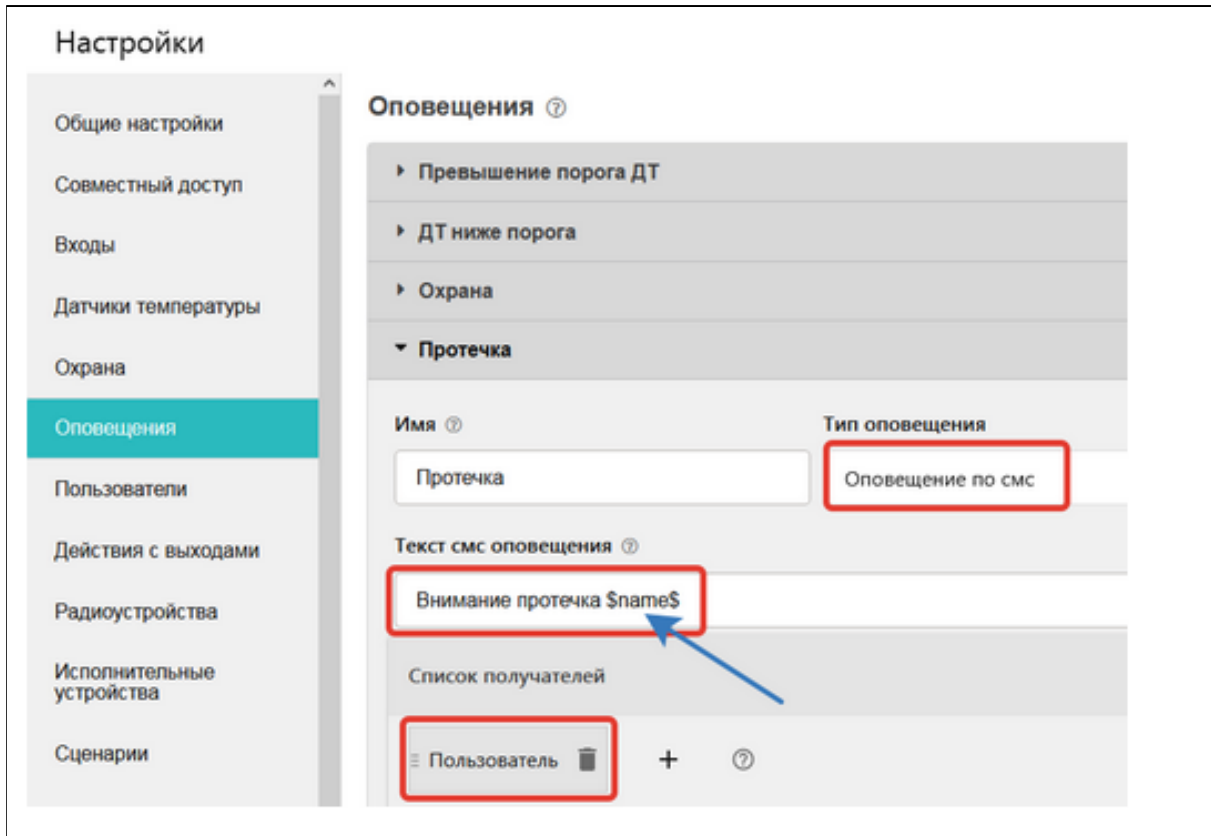 Настройки
Общие настройки
Совместный доступ
Входы
Датчики температуры
Охрана
Оповещения
Пользователи
Действия с выходами
Радиоустройства
Исполнительные
устройства
Сценарии
Оповещения ?
Превышение порога ДТ
ДТ ниже порога
Охрана
Протечка
Имя ?
Тип оповещения
Протечка
Оповещение по смс
Текст смс оповещения ?
Внимание протечка $name$
Список получателей
Пользователь + ?